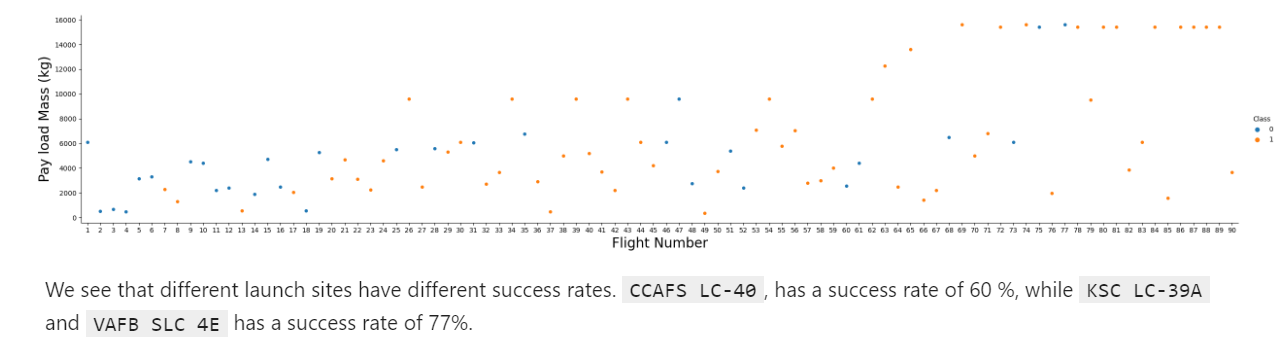 16000
14000
12000
10000
8000
6000
4000
2000
0
Pay load Mass (kg)
1 2 3 4 5 6 7 8 9 10 11 12 13 14 15 16 17 18 19 20 21 22 23 24 25 26 27 28 29 30 31 32 33 34 35 36 37 38 39 40 41 42 43 44 45 46 47 48 49 50 51 52 53 54 55 56 57 58 59 60 61 62 63 64 65 66 67 68 69 70 71 72 73 74 75 76 77 78 79 80 81 82 83 84 85 86 87 88 89 90
Flight Number
Class
0
1
We see that different launch sites have different success rates. CCAFS LC-40 , has a success rate of 60 %, while KSC LC-39A
and VAFB SLC 4E has a success rate of 77%.